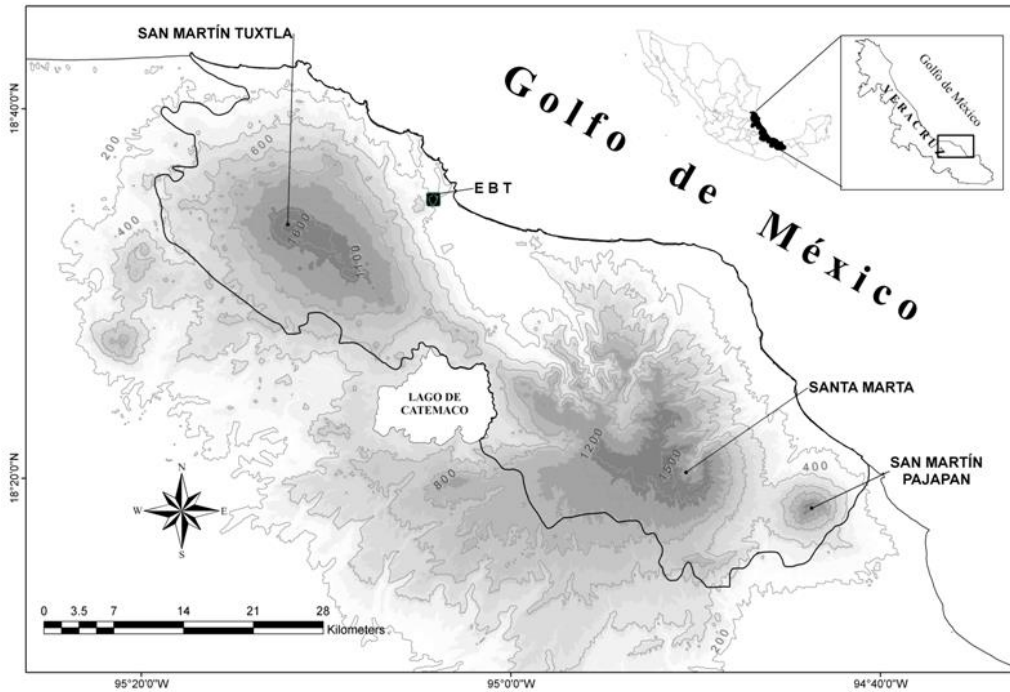 SAN MARTÍN TUXTLA
Golfo de México
Golfo de México
VERACRUZ
18°40'0"N
200
600
400
1600
1100
E B T
LAGO DE
CATEMACO
SANTA MARTA
1200
1500
800
400
SAN MARTÍN
PAJAPAN
18°20'0"N
N
W
E
S
0 3.5 7 14 21 28
Kilometers
200
95°20'0"W
95°0'0"W
94°40'0"W